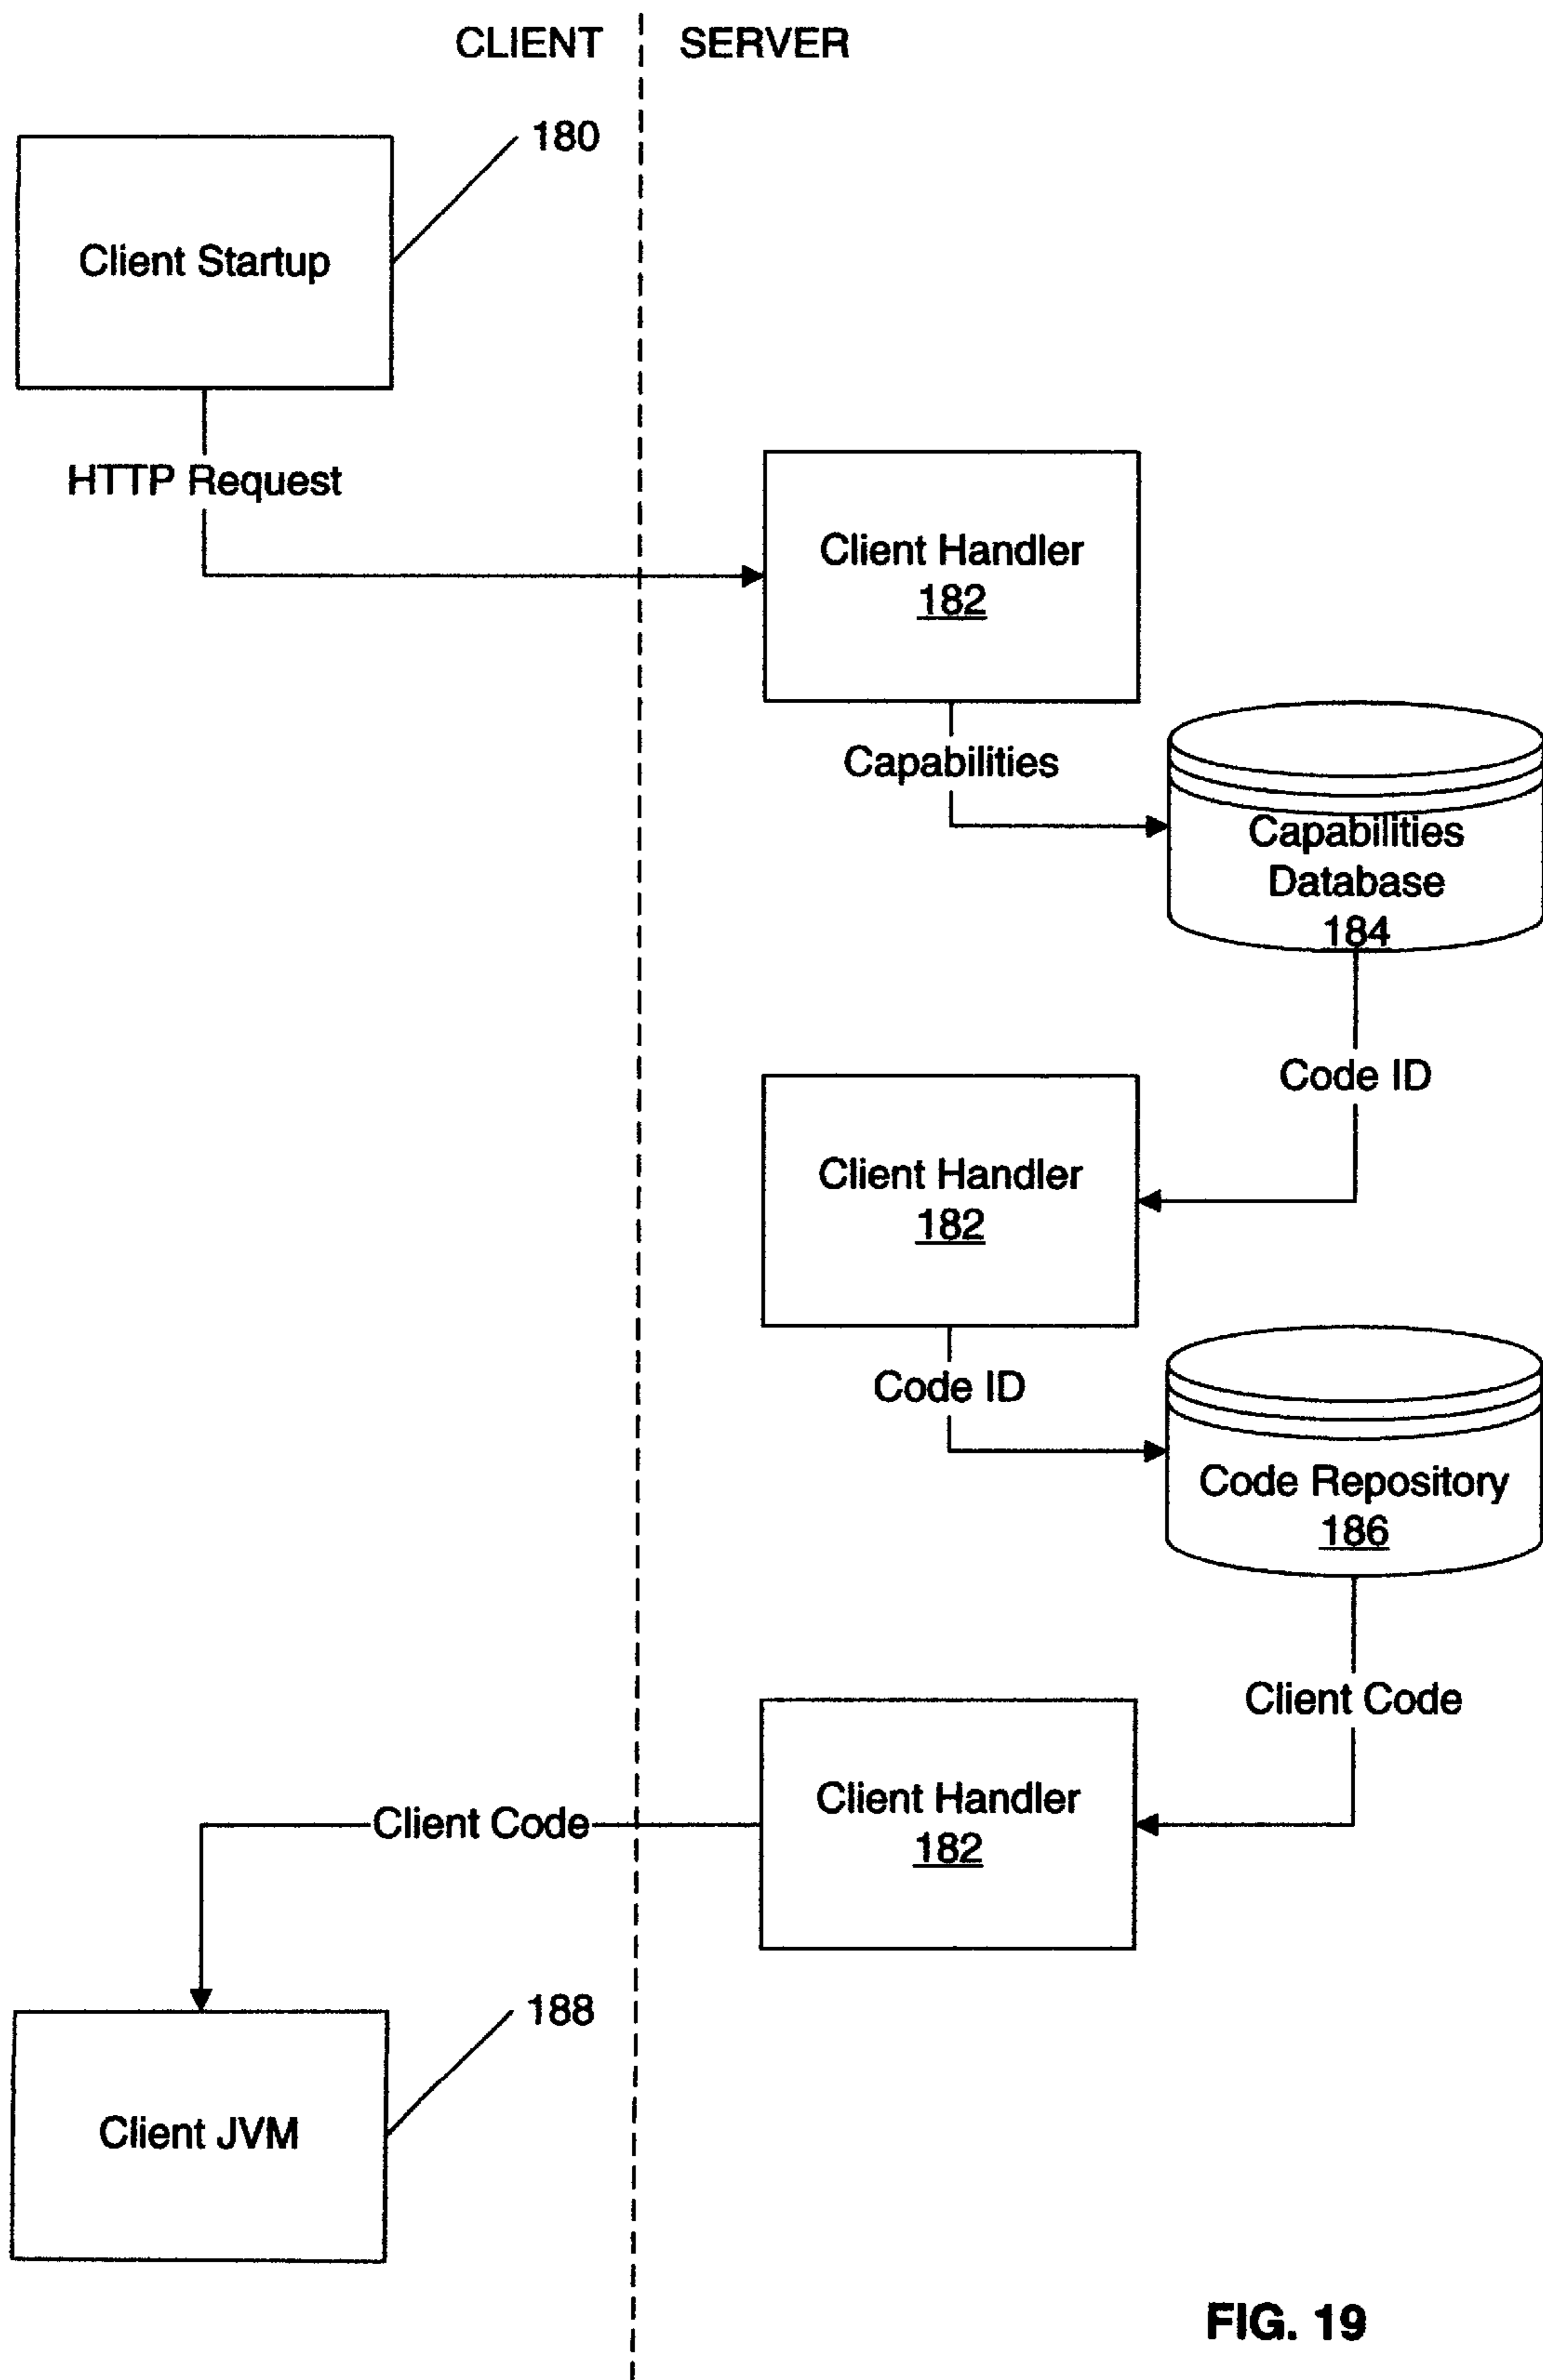 CLIENT
SERVER
180
Client Startup
HTTP Request
Client Handler
182
Capabilities
Capabilities
Database
184
Code ID
Client Handler
182
Code ID
Code Repository
186
Client Code
Client Handler
182
Client Code
188
Client JVM
FIG. 19